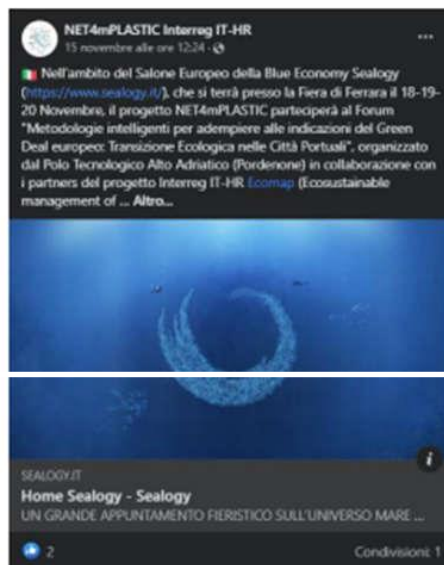 NET4mPLASTIC Interreg IT-HR
15 novembre alle ore 12:24 ·
Nell'ambito del Salone Europeo della Blue Economy Sealogy
(https://www.sealogy.it/), che si terrà presso la Fiera di Ferrara il 18-19-
20 Novembre, il progetto NET4mPLASTIC parteciperà al Forum
"Metodologie intelligenti per adempiere alle indicazioni del Green
Deal europeo: Transizione Ecologica nelle Città Portuali", organizzato
dal Polo Tecnologico Alto Adriatico (Pordenone) in collaborazione con
i partners del progetto Interreg IT-HR Ecomap (Ecosustainable
management of ... Altro...
SEALOGY.IT
Home Sealogy - Sealogy
UN GRANDE APPUNTAMENTO FIERISTICO SULL'UNIVERSO MARE ...
2
Condivisioni: 1